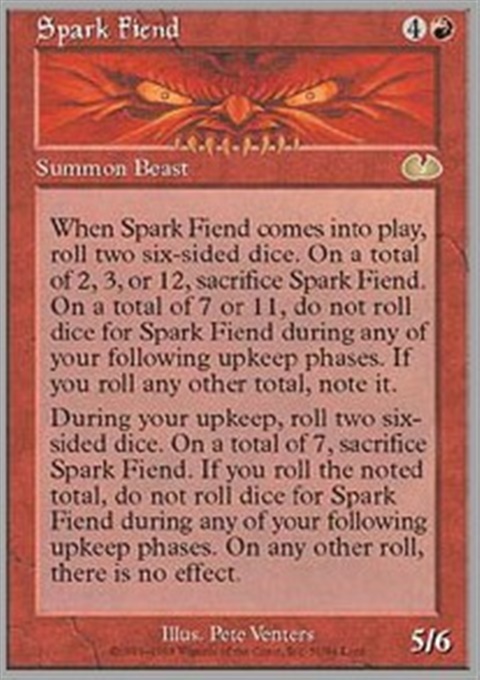 Spark Fiend 4
Summon Beast
When Spark Fiend comes into play,
roll two six-sided dice. On a total
of 2, 3, or 12, sacrifice Spark Fiend.
On a total of 7 or 11, do not roll
dice for Spark Fiend during any of
your following upkeep phases. If
you roll any other total, note it.
During your upkeep, roll two six-
sided dice. On a total of 7, sacrifice
Spark Fiend. If you roll the noted
total, do not roll dice for Spark
Fiend during any of your following
upkeep phases. On any other roll,
there is no effect.
Illus. Pete Venters
5/6